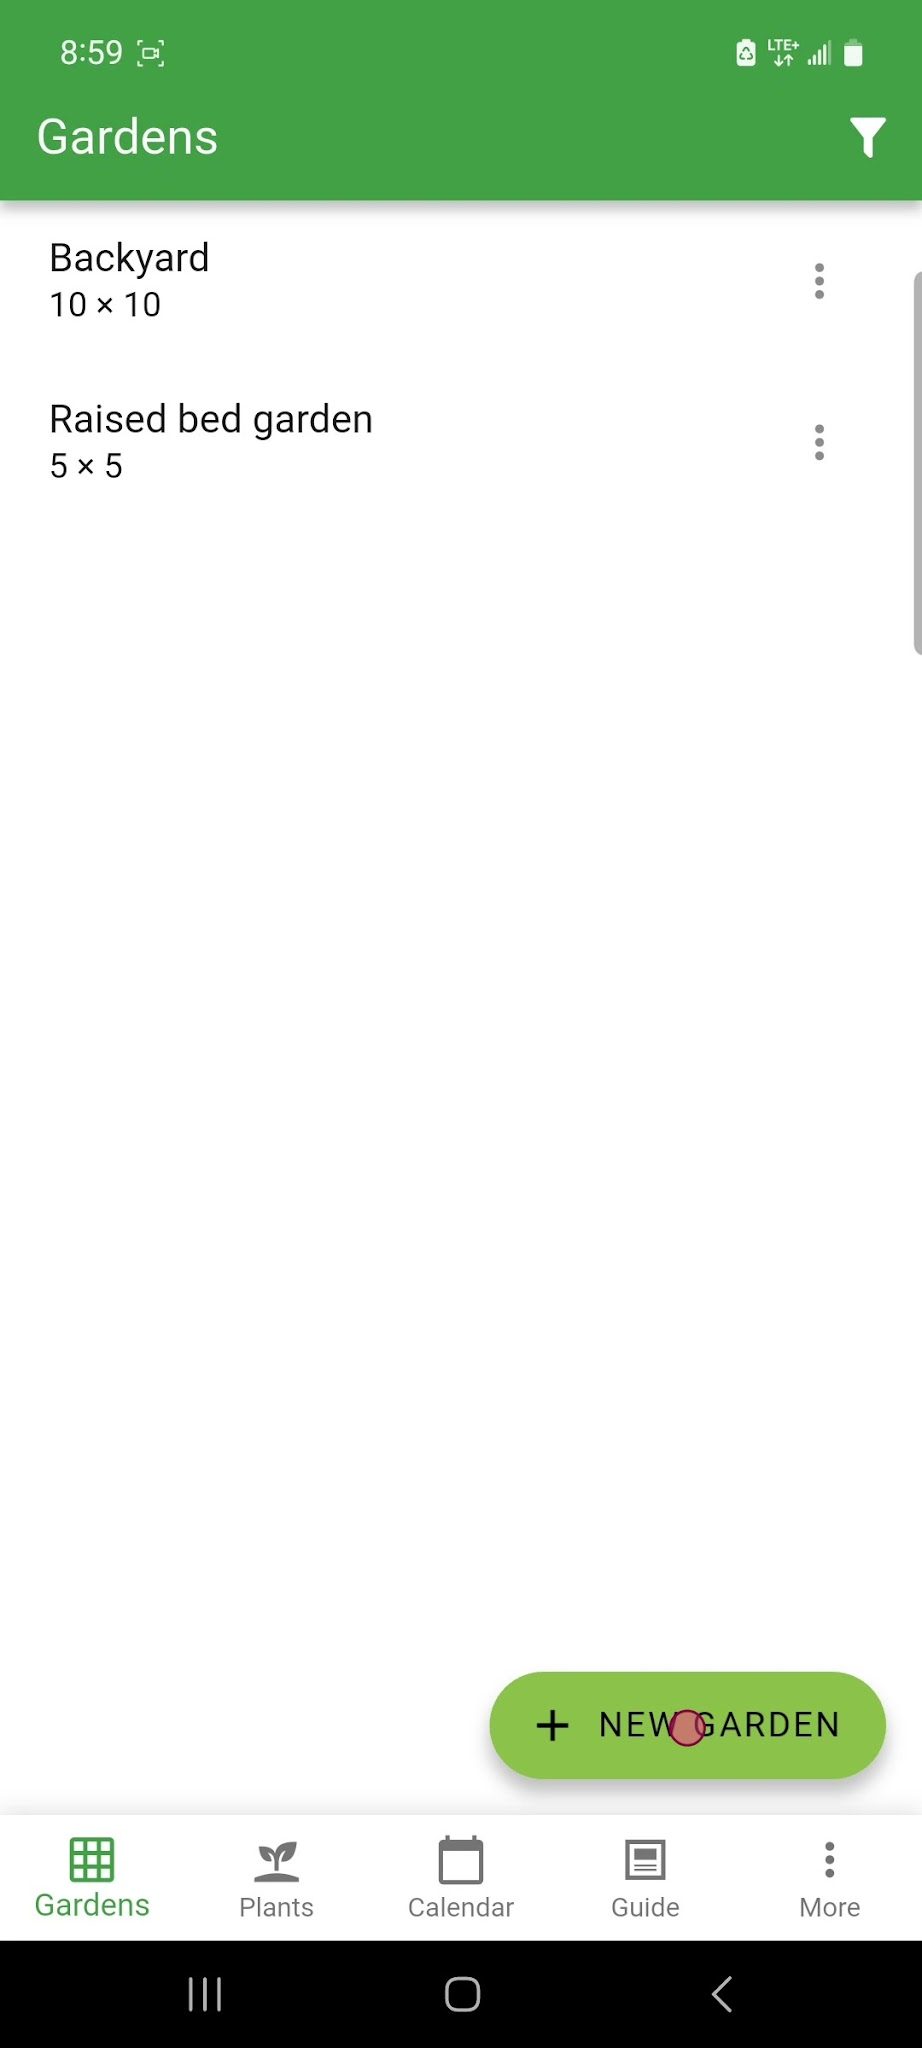 8:59
LTE+
Gardens
Backyard
10 × 10
Raised bed garden
5 × 5
+ NEW GARDEN
Gardens
Plants
Calendar
Guide
More